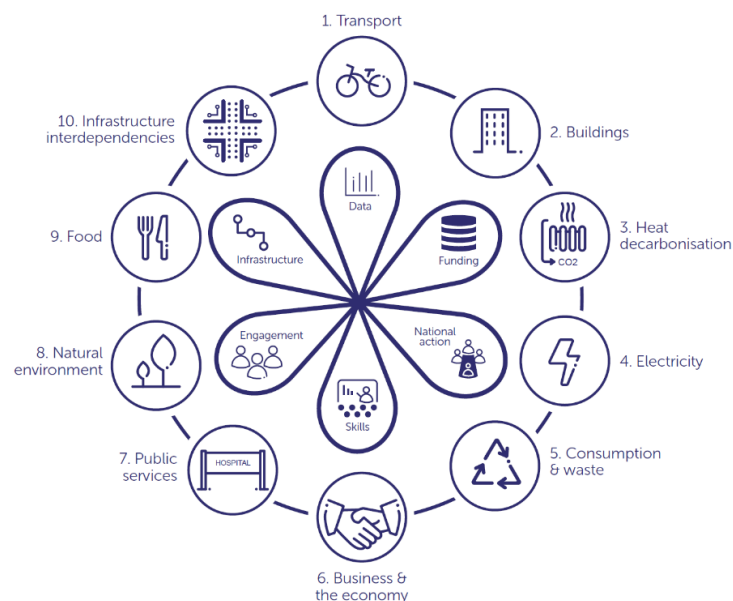 1. Transport
10. Infrastructure
interdependencies
2. Buildings
Data
9. Food
Infrastructure
Funding
3. Heat
decarbonisation
CO2
Engagement
National
action
8. Natural
environment
4. Electricity
Skills
7. Public
services
HOSPITAL
5. Consumption
& waste
6. Business &
the economy